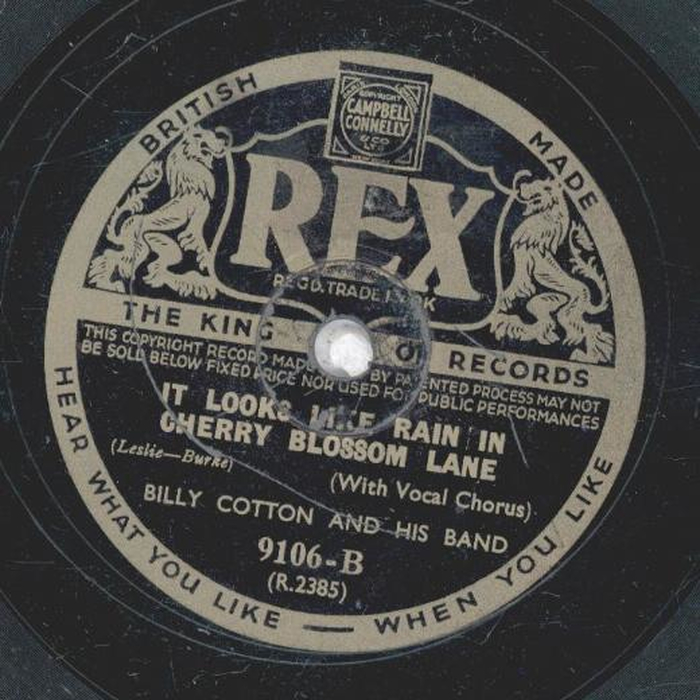 BRITISH MADE
COPYRIGHT
CAMPBELL
CONNELLY
& CO
LTD
REX
REGD. TRADE
THE KING OF RECORDS
THIS COPYRIGHT RECORD MADE BY PATENTED PROCESS MAY NOT
BE SOLD BELOW FIXED PRICE NOR USED FOR PUBLIC PERFORMANCES
IT LOOKS LIKE RAIN IN
CHERRY BLOSSOM LANE
(Leslie—Burke)
(With Vocal Chorus)
BILLY COTTON AND HIS BAND
9106-B
(R.2385)
HEAR WHAT YOU LIKE — WHEN YOU LIKE